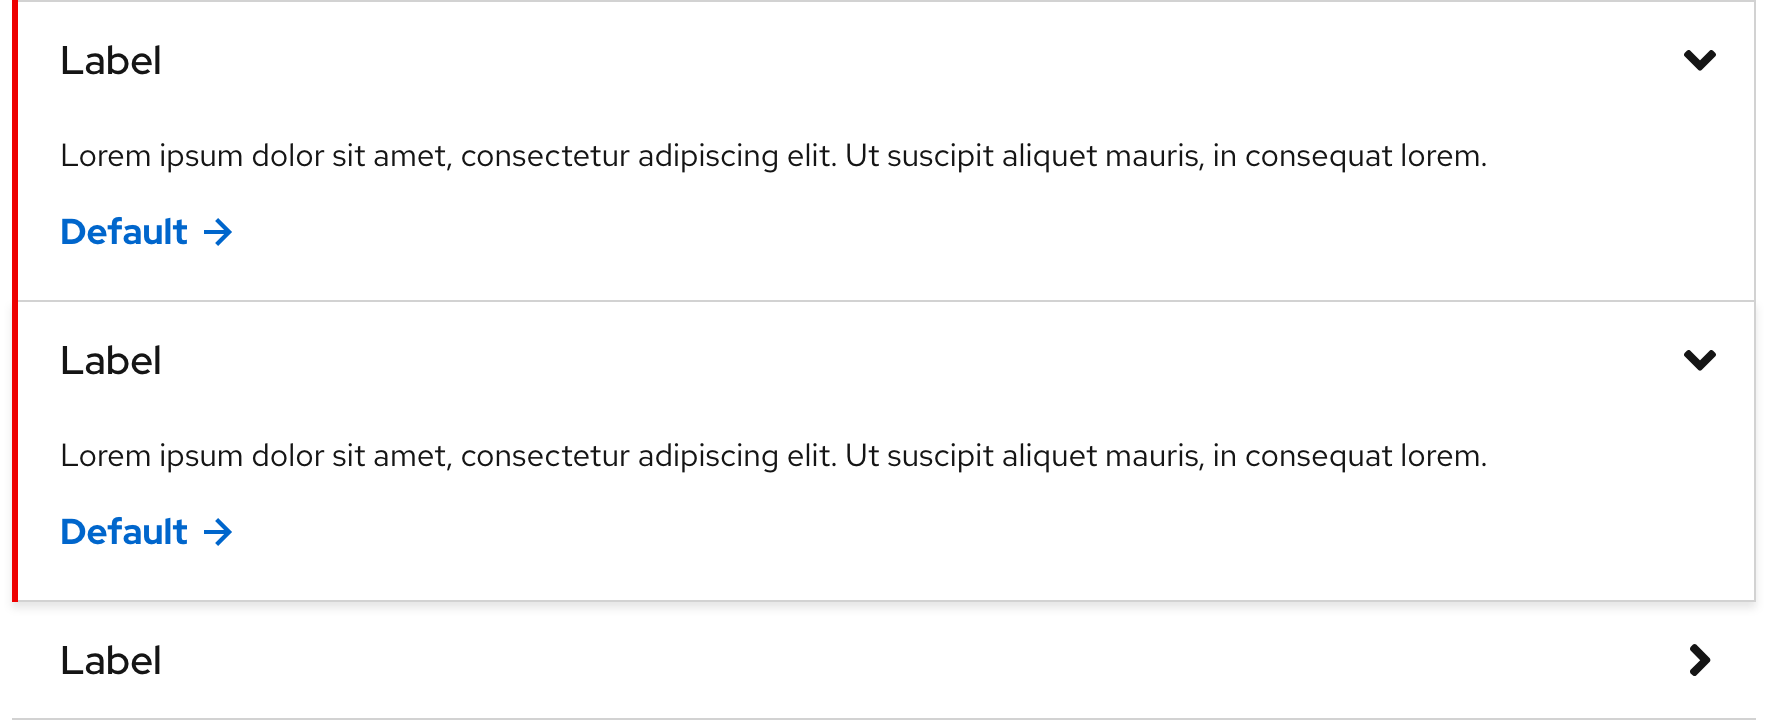 Label
Lorem ipsum dolor sit amet, consectetur adipiscing elit. Ut suscipit aliquet mauris, in consequat lorem.
Default
Label
Lorem ipsum dolor sit amet, consectetur adipiscing elit. Ut suscipit aliquet mauris, in consequat lorem.
Default
Label